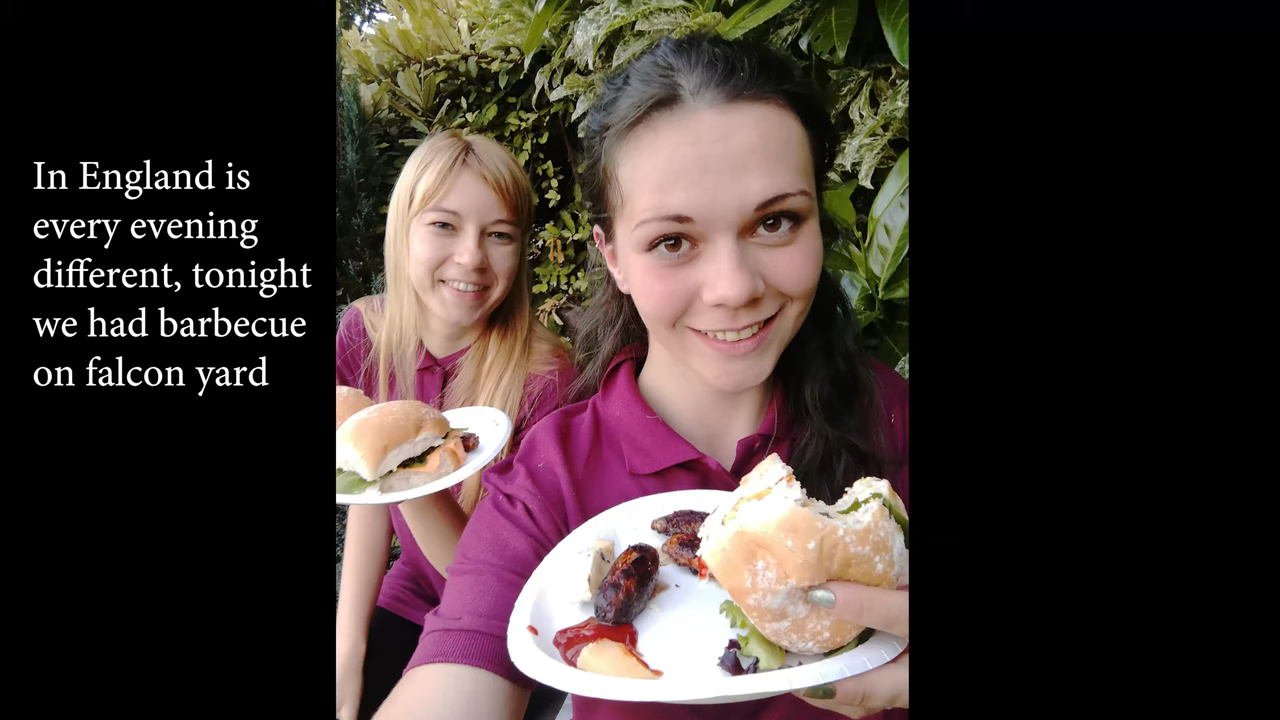 In England is
every evening
different, tonight
we had barbecue
on falcon yard